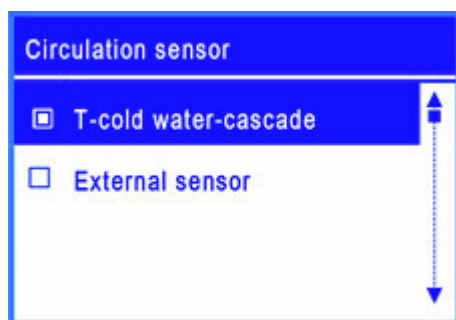 Circulation sensor
T-cold water-cascade
External sensor